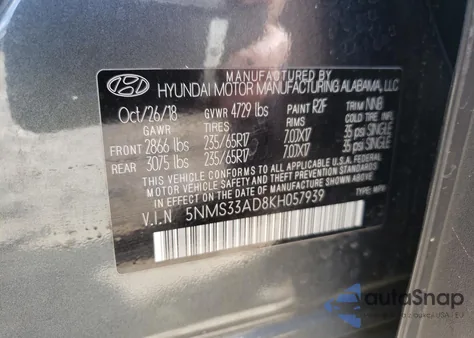 MANUFACTURED BY
HYUNDAI MOTOR MANUFACTURING ALABAMA, LLC
Oct/26/18 GVWR 4729 lbs PAINT R2F TRIM NNB
GAWR TIRES RIMS COLD TIRE INF.
FRONT 2866 lbs 235/65R17 7.0JX17 35 psi SINGLE
REAR 3075 lbs 235/65R17 7.0JX17 35 psi SINGLE
THIS VEHICLE CONFORMS TO ALL APPLICABLE U.S. FEDERAL
MOTOR VEHICLE SAFETY, BUMPER, AND THEFT PREVENTION STANDARDS
IN EFFECT ON THE DATE OF MANUFACTURE SHOWN ABOVE.
V.I.N. 5NMS33AD8KH057939 TYPE: MPV
autoSnap